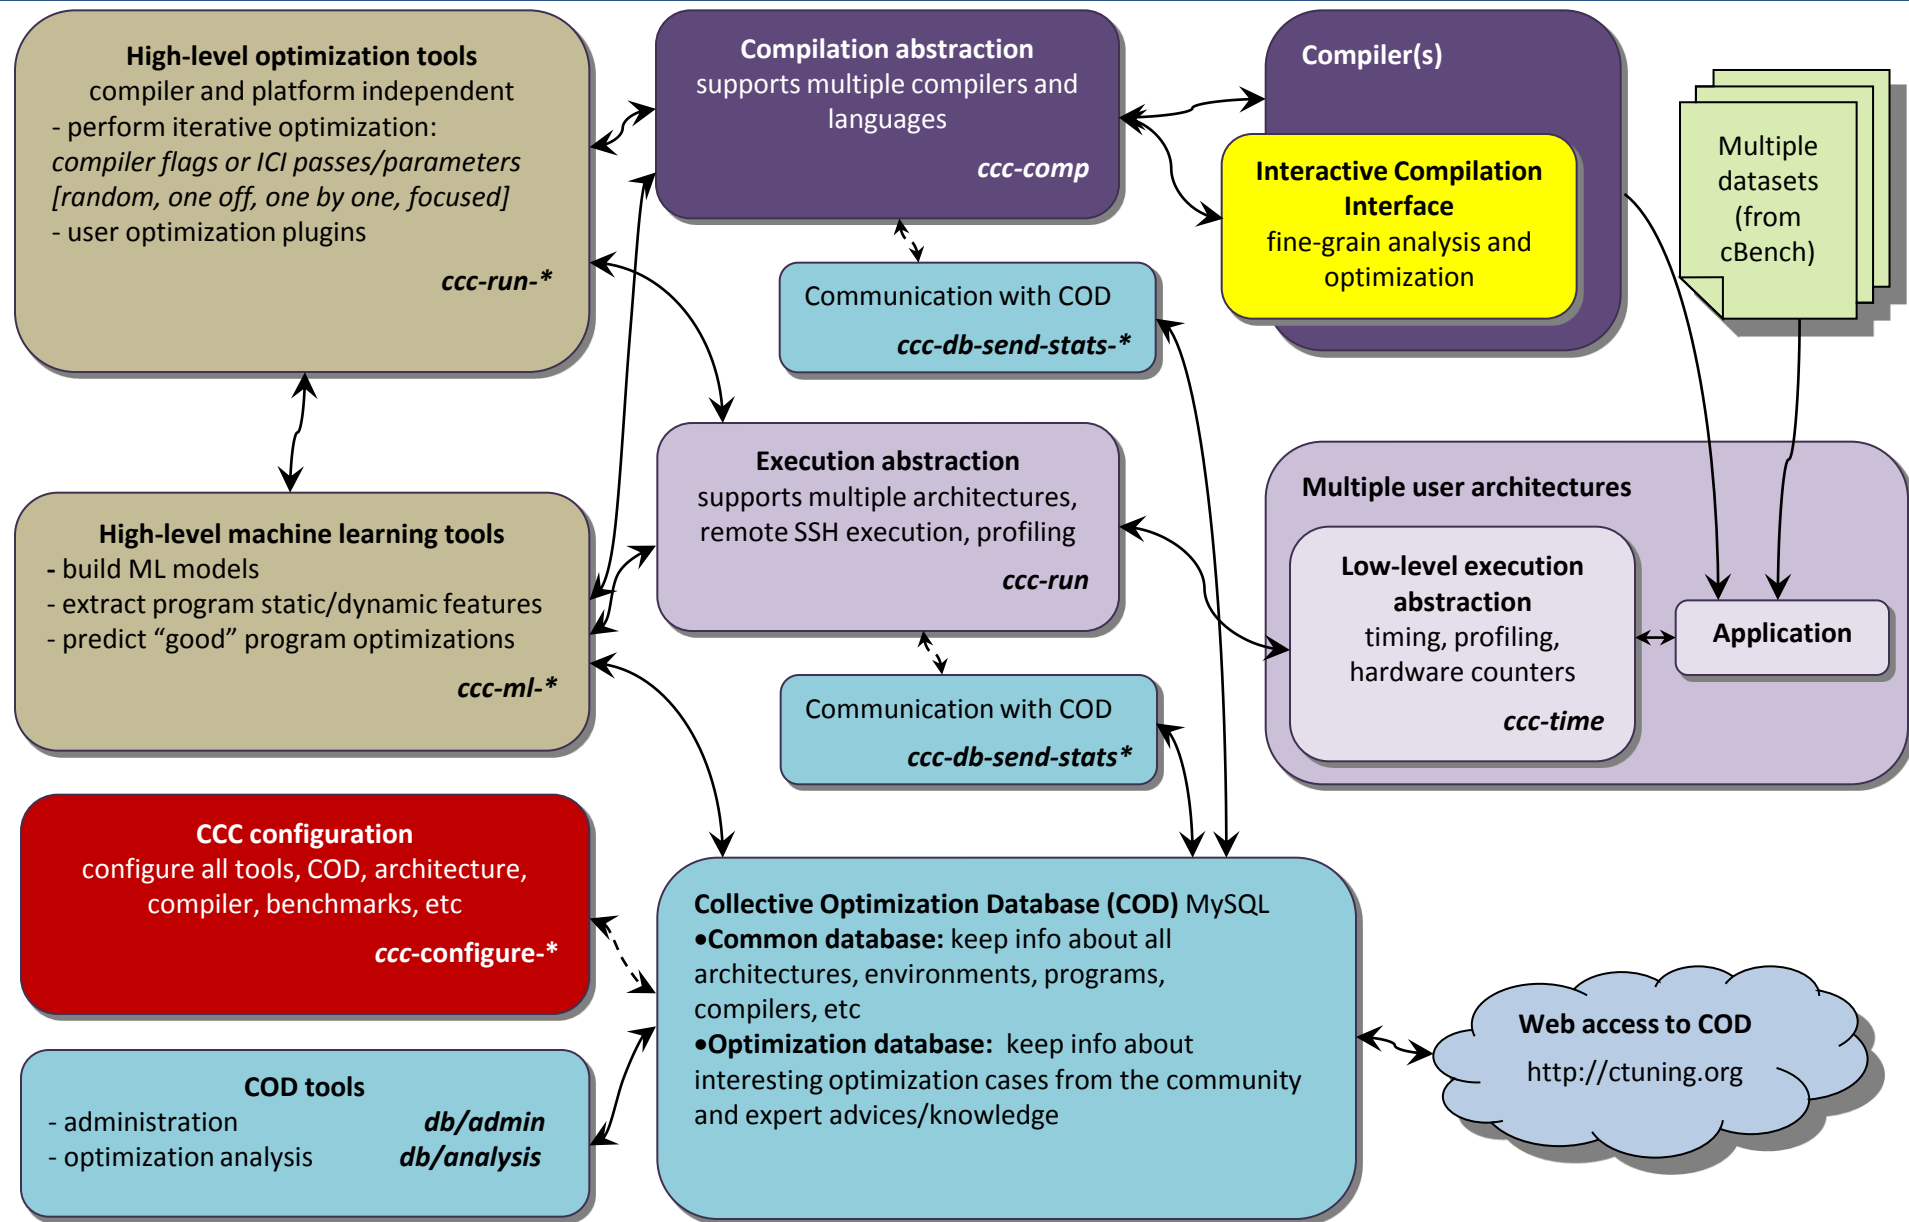 High-level optimization tools
compiler and platform independent
- perform iterative optimization:
compiler flags or ICI passes/parameters
[random, one off, one by one, focused]
- user optimization plugins
ccc-run-*
Compilation abstraction
supports multiple compilers and
languages
ccc-comp
Compiler(s)
Interactive Compilation
Interface
fine-grain analysis and
optimization
Multiple
datasets
(from
cBench)
Communication with COD
ccc-db-send-stats-*
High-level machine learning tools
- build ML models
- extract program static/dynamic features
- predict “good” program optimizations
ccc-ml-*
Execution abstraction
supports multiple architectures,
remote SSH execution, profiling
ccc-run
Multiple user architectures
Low-level execution
abstraction
timing, profiling,
hardware counters
ccc-time
Application
Communication with COD
ccc-db-send-stats*
CCC configuration
configure all tools, COD, architecture,
compiler, benchmarks, etc
ccc-configure-*
Collective Optimization Database (COD) MySQL
•Common database: keep info about all
architectures, environments, programs,
compilers, etc
•Optimization database:  keep info about
interesting optimization cases from the community
and expert advices/knowledge
Web access to COD
http://ctuning.org
COD tools
- administration db/admin
- optimization analysis db/analysis